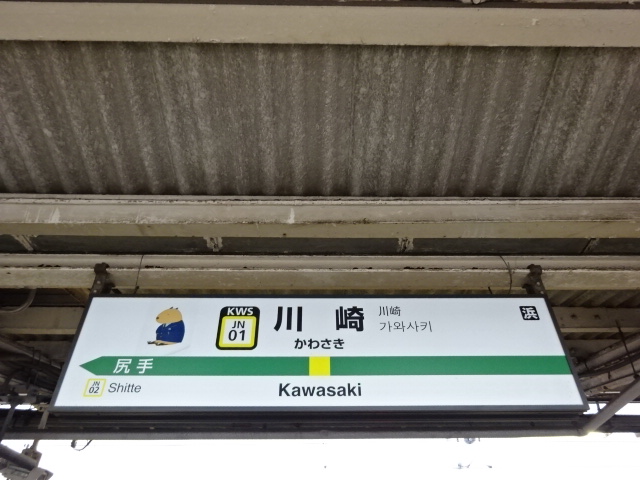 KWS
JN
01
川崎
川崎
가와사키
浜
かわさき
尻手
JN
02
Shitte
Kawasaki